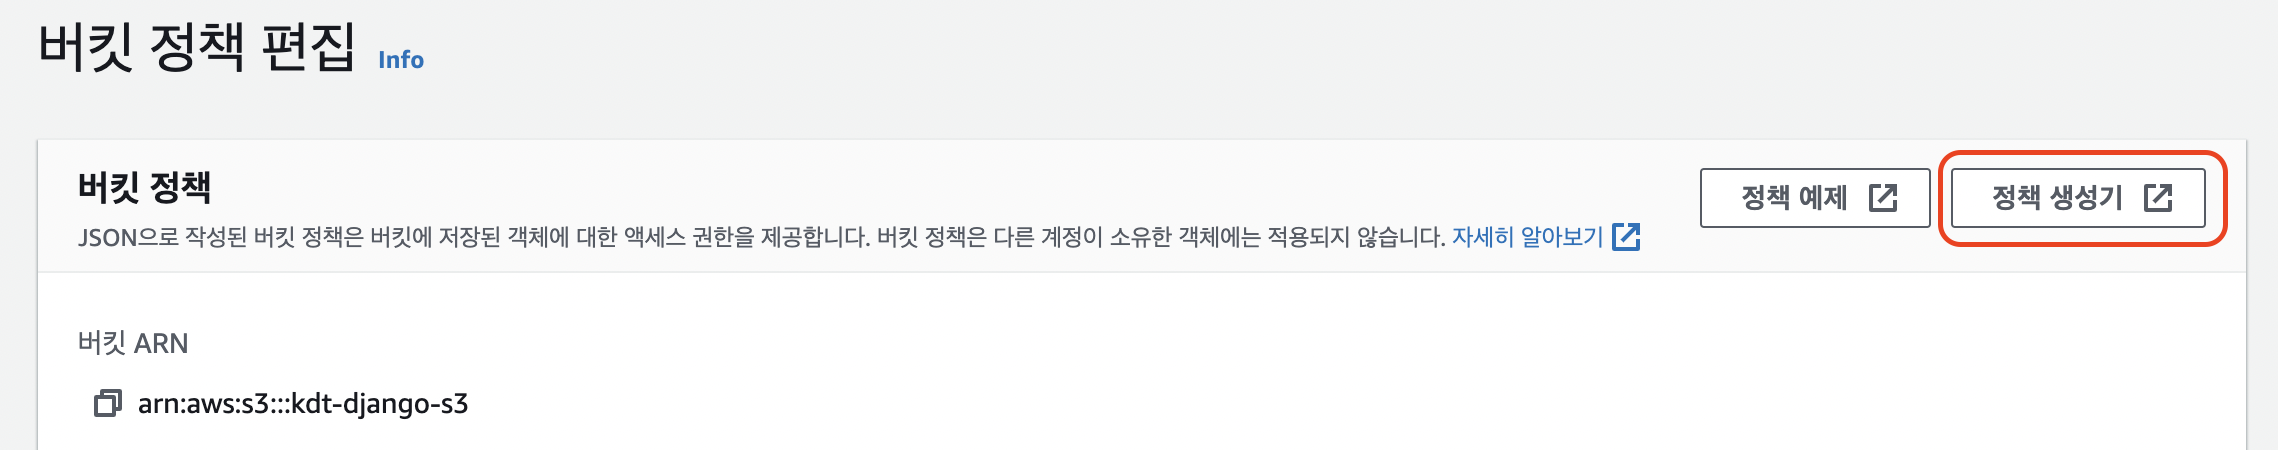 버킷 정책 편집 Info
버킷 정책
정책 예제
정책 생성기
JSON으로 작성된 버킷 정책은 버킷에 저장된 객체에 대한 액세스 권한을 제공합니다. 버킷 정책은 다른 계정이 소유한 객체에는 적용되지 않습니다. 자세히 알아보기
버킷 ARN
arn:aws:s3:::kdt-django-s3